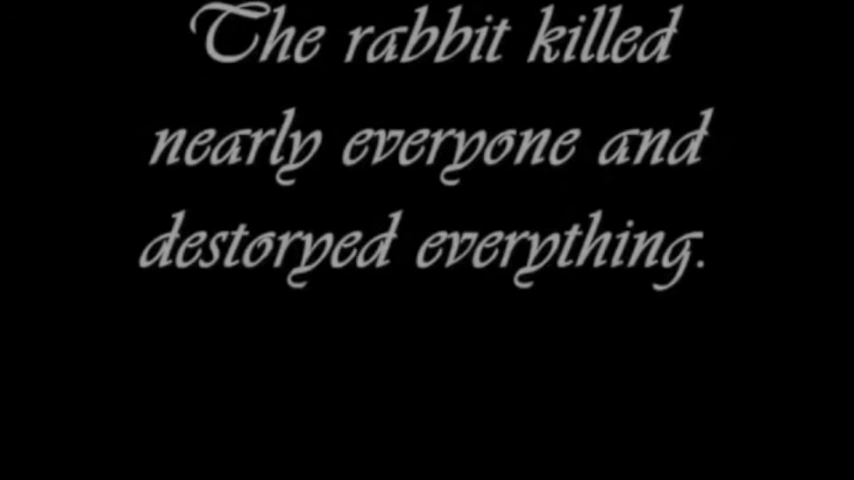 The rabbit killed
nearly everyone and
destoryed everything.